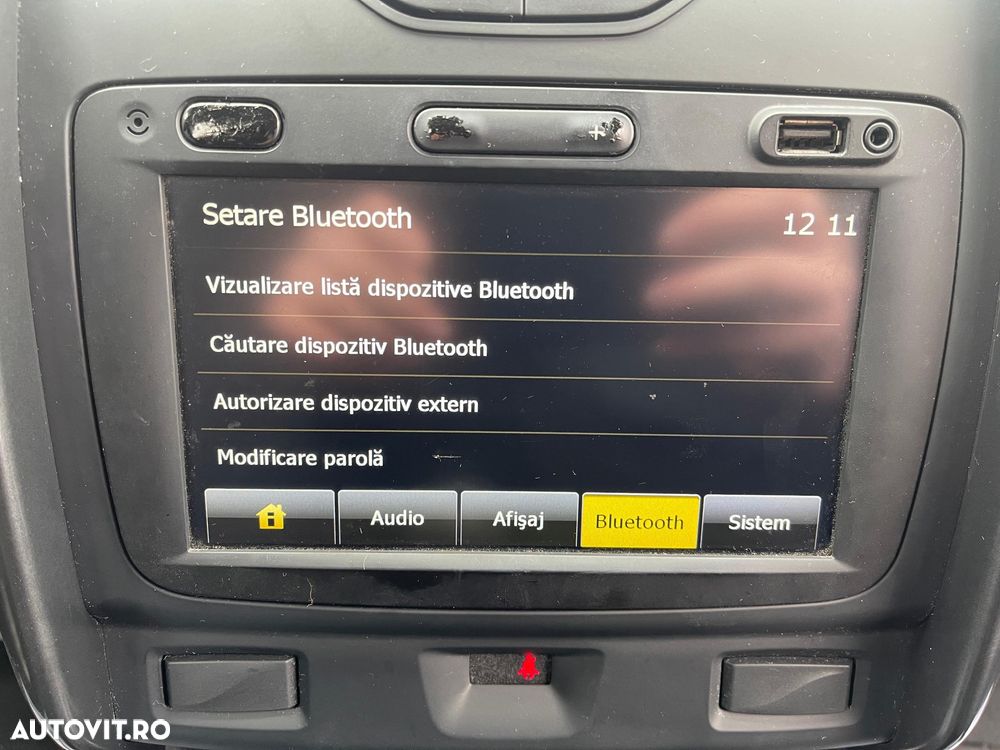 +
Setare Bluetooth
12 11
Vizualizare listă dispozitive Bluetooth
Căutare dispozitiv Bluetooth
Autorizare dispozitiv extern
Modificare parolă
Audio
Afişaj
Bluetooth
Sistem
AUTOVIT.RO